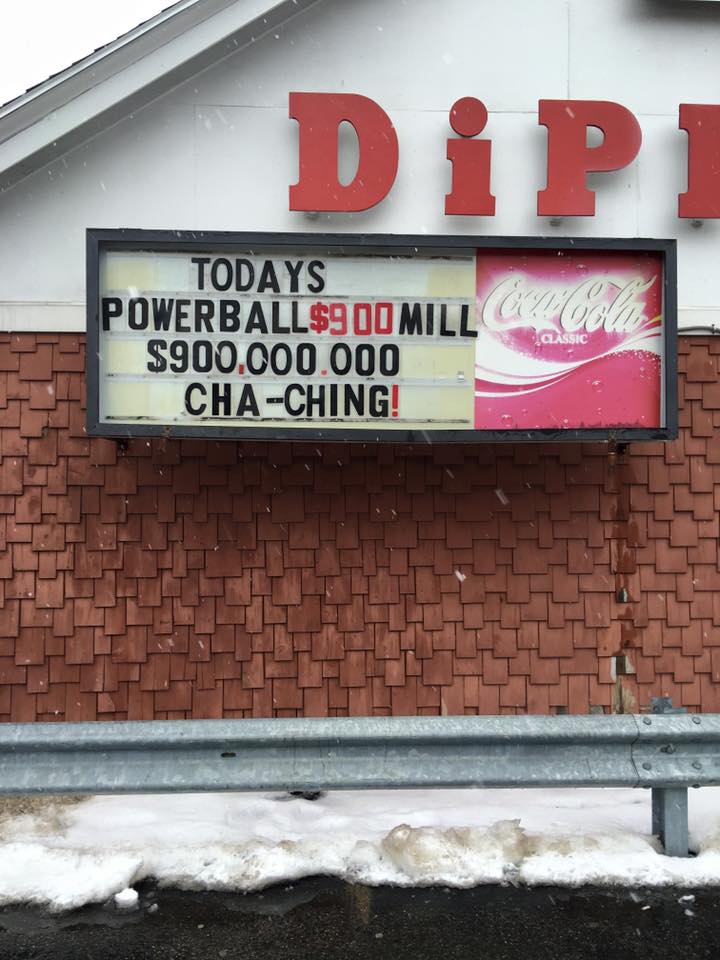 DiP
TODAYS
POWERBALL $900 MILL
$900,000.000
CHA-CHING!
Coca-Cola
CLASSIC